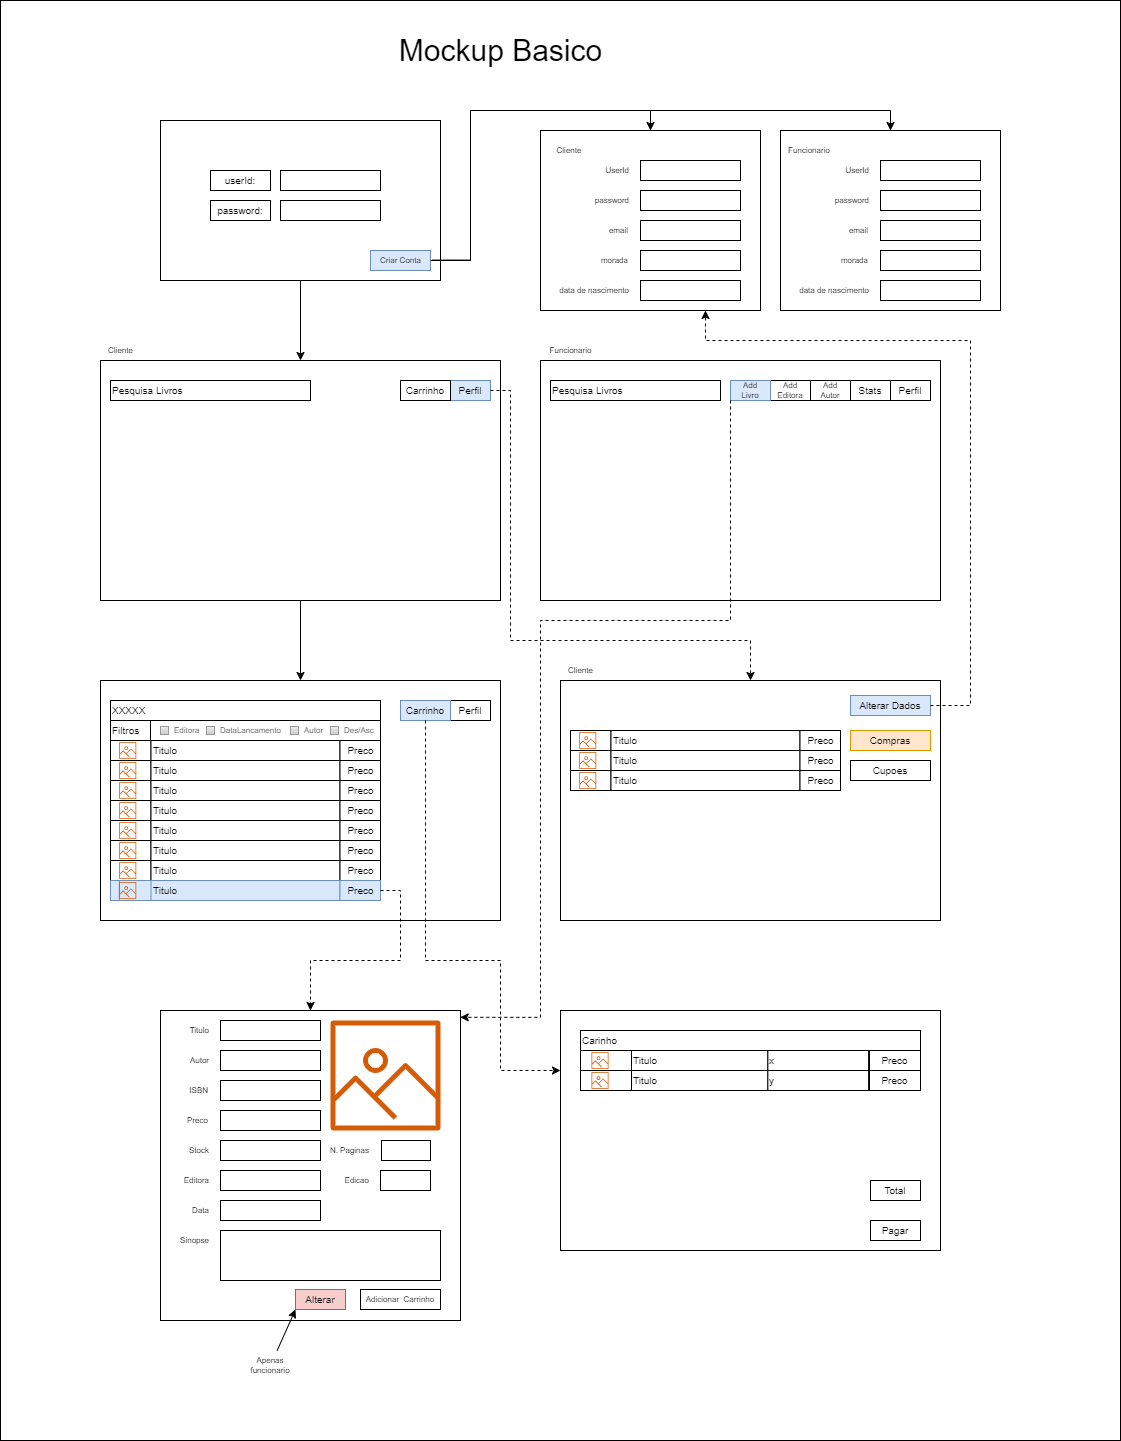 Mockup Basico
userId:
password:
Criar Conta
Cliente
UserId
password
email
morada
data de nascimento
Funcionario
UserId
password
email
morada
data de nascimento
Cliente
Pesquisa Livros
Carrinho
Perfil
Funcionario
Pesquisa Livros
Add
Livro
Add
Editora
Add
Autor
Stats
Perfil
XXXXX
Carrinho
Perfil
Filtros
Editora
DataLancamento
Autor
Des/Asc
Titulo Preco
Titulo Preco
Titulo Preco
Titulo Preco
Titulo Preco
Titulo Preco
Titulo Preco
Titulo Preco
Cliente
Alterar Dados
Compras
Cupoes
Titulo Preco
Titulo Preco
Titulo Preco
Titulo
Autor
ISBN
Preco
Stock
N. Paginas
Editora
Edicao
Data
Sinopse
Alterar
Adicionar Carrinho
Apenas
funcionario
Carinho
Titulo x Preco
Titulo y Preco
Total
Pagar